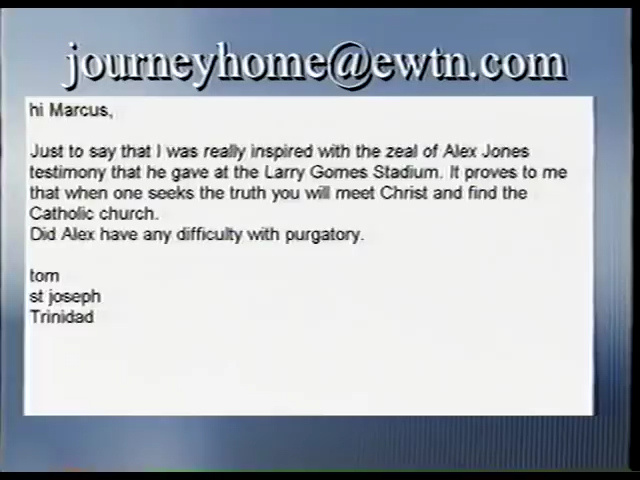 journeyhome@ewtn.com
hi Marcus,
Just to say that I was really inspired with the zeal of Alex Jones
testimony that he gave at the Larry Gomes Stadium. It proves to me
that when one seeks the truth you will meet Christ and find the
Catholic church.
Did Alex have any difficulty with purgatory.
tom
st joseph
Trinidad